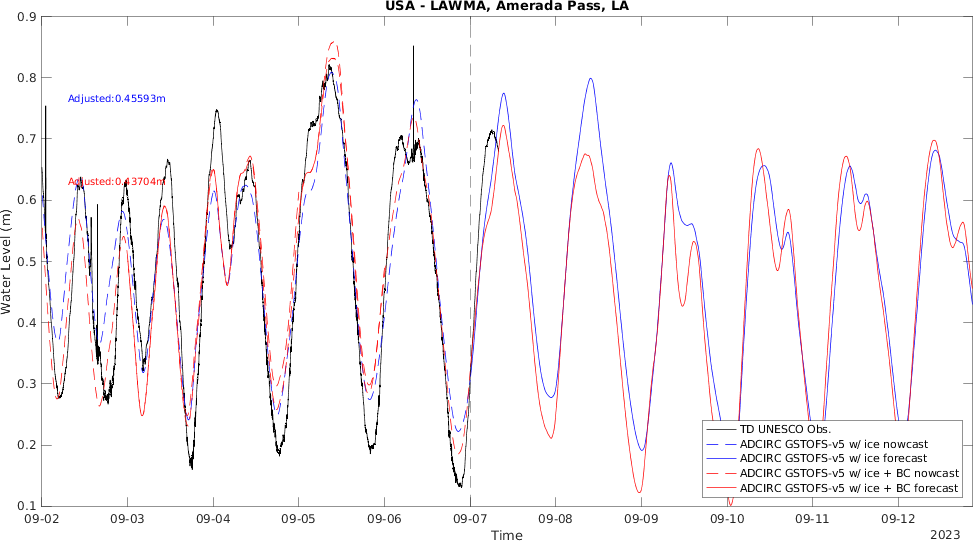 USA - LAWMA, Amerada Pass, LA
0.9
0.8
0.7
0.6
0.5
0.4
0.3
0.2
0.1
Water Level (m)
Adjusted:0.45593m
Adjusted:0.43704m
TD UNESCO Obs.
ADCIRC GSTOFS-v5 w/ ice nowcast
ADCIRC GSTOFS-v5 w/ ice forecast
ADCIRC GSTOFS-v5 w/ ice + BC nowcast
ADCIRC GSTOFS-v5 w/ ice + BC forecast
09-02 09-03 09-04 09-05 09-06 09-07 09-08 09-09 09-10 09-11 09-12
Time
2023